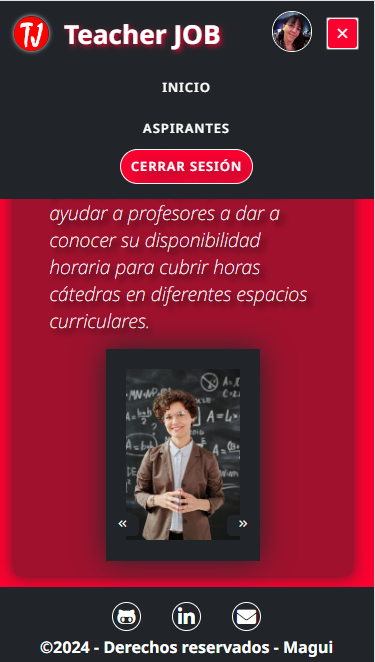 TJ Teacher JOB ×
INICIO
ASPIRANTES
CERRAR SESIÓN
ayudar a profesores a dar a
conocer su disponibilidad
horaria para cubrir horas
cátedras en diferentes espacios
curriculares.
« »
in
©2024 - Derechos reservados - Magui